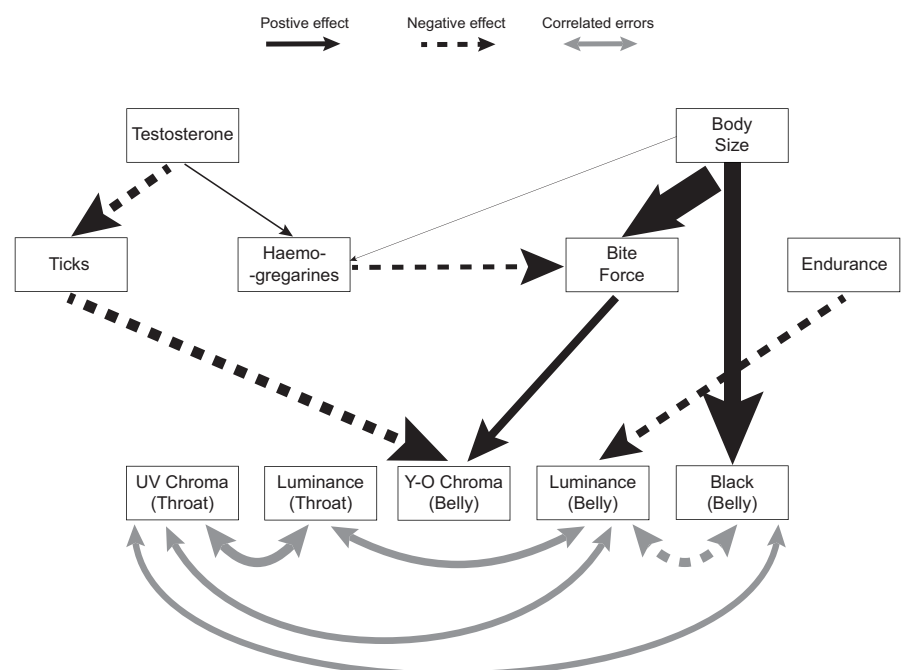 Postive effect
Negative effect
Correlated errors
Testosterone
Body
Size
Ticks
Haemo-
-gregarines
Bite
Force
Endurance
UV Chroma
(Throat)
Luminance
(Throat)
Y-O Chroma
(Belly)
Luminance
(Belly)
Black
(Belly)